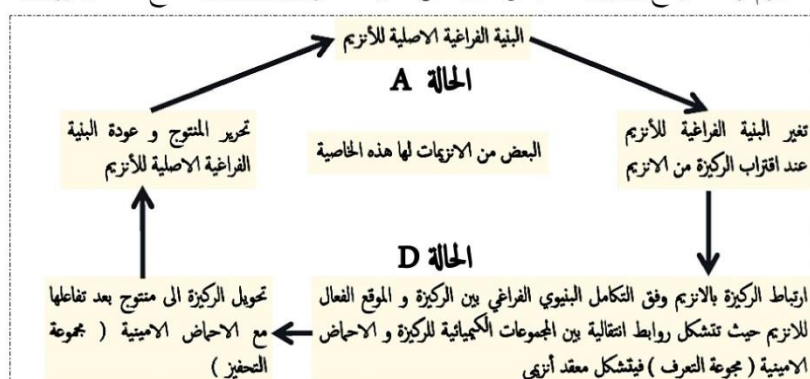 البنية الفراغية الاصلية للأنزيم
الحالة A
تغير البنية الفراغية للأنزيم
عند اقتراب الركيزة من الانزيم
البعض من الانزيمات لها هذه الخاصية
تحرير المنتوج و عودة البنية
الفراغية الاصلية للأنزيم
الحالة D
ارتباط الركيزة بالانزيم وفق التكامل البنيوي الفراغي بين الركيزة و الموقع الفعال
للانزيم حيث تتشكل روابط انتقالية بين المجموعات الكيميائية للركيزة و الاحماض
الامينية ( مجموعة التعرف ) فيتشكل معقد أنزيمي
تحويل الركيزة الى منتوج بعد تفاعلها
مع الاحماض الامينية ( مجموعة
التحفيز )